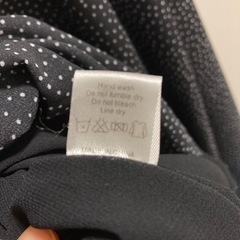 Hand wash
Do not tumble dry
Do not bleach
Line dry